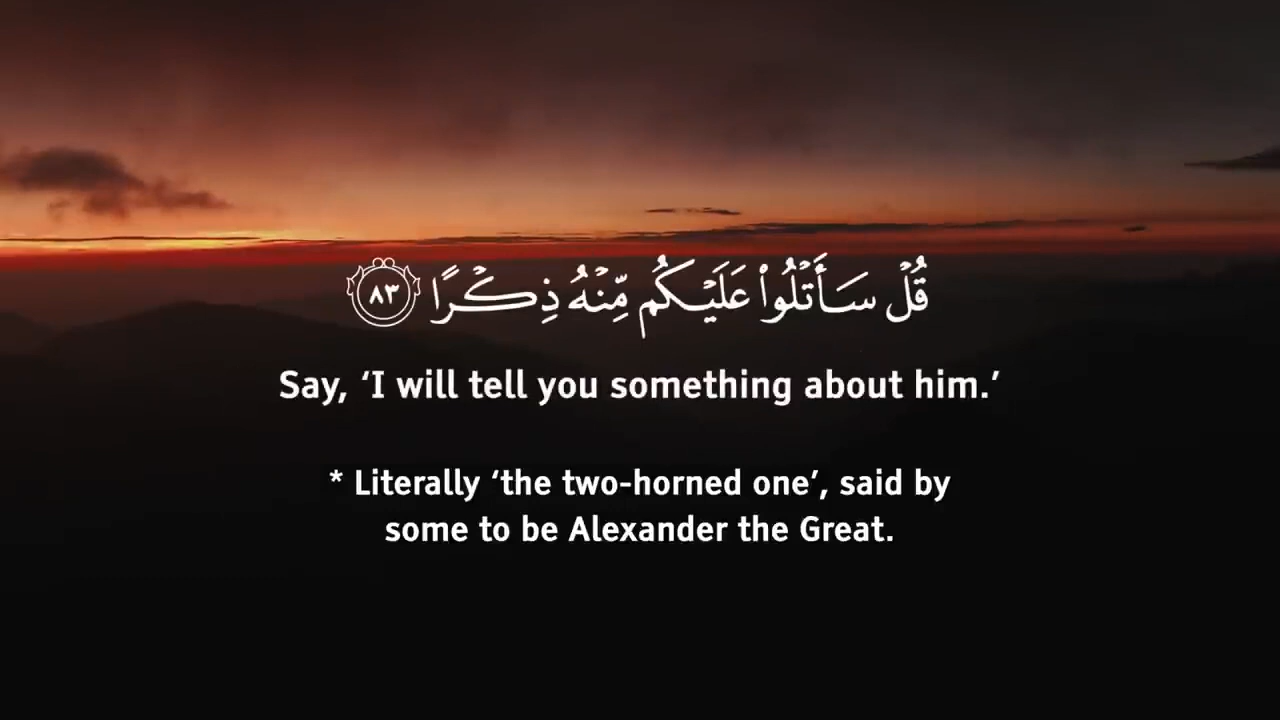 قُلْ سَأَتْلُوا۟ عَلَيْكُم مِّنْهُ ذِكْرًا ٨٣
Say, ‘I will tell you something about him.’
* Literally ‘the two-horned one’, said by
some to be Alexander the Great.